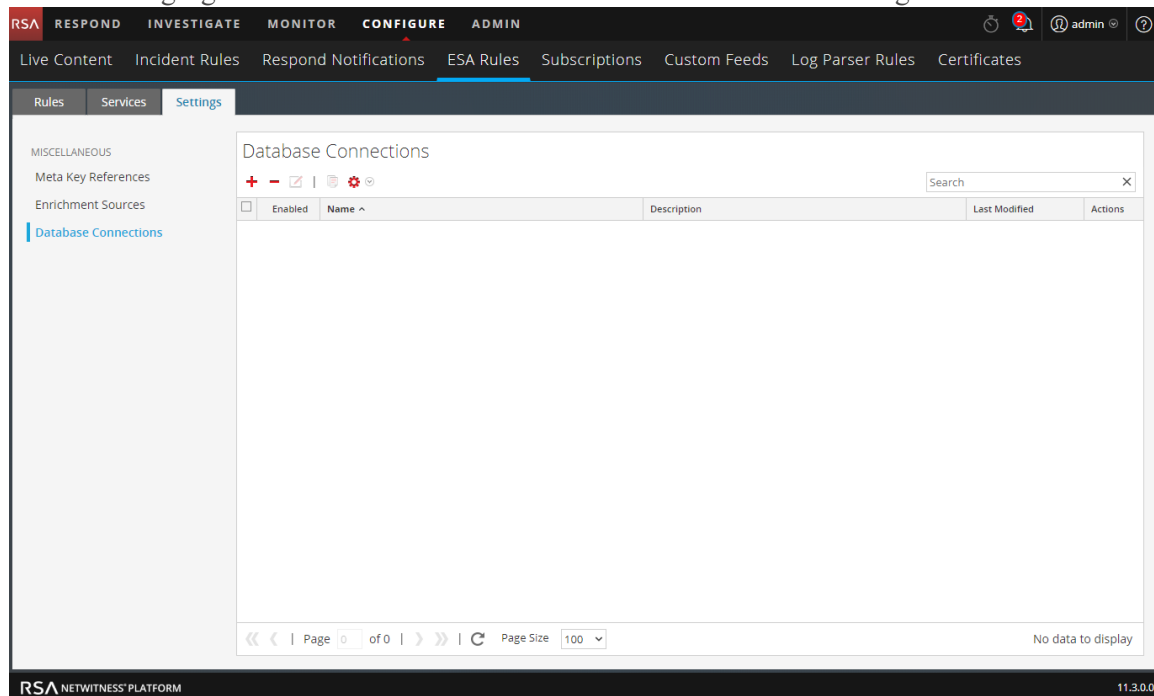 RSA RESPOND INVESTIGATE MONITOR CONFIGURE ADMIN 2 admin ?
Live Content Incident Rules Respond Notifications ESA Rules Subscriptions Custom Feeds Log Parser Rules Certificates
Rules Services Settings
MISCELLANEOUS
Meta Key References
Enrichment Sources
Database Connections
Database Connections
Search
Enabled Name Description Last Modified Actions
Page 0 of 0 | Page Size 100 No data to display
RSA NETWITNESS® PLATFORM 11.3.0.0